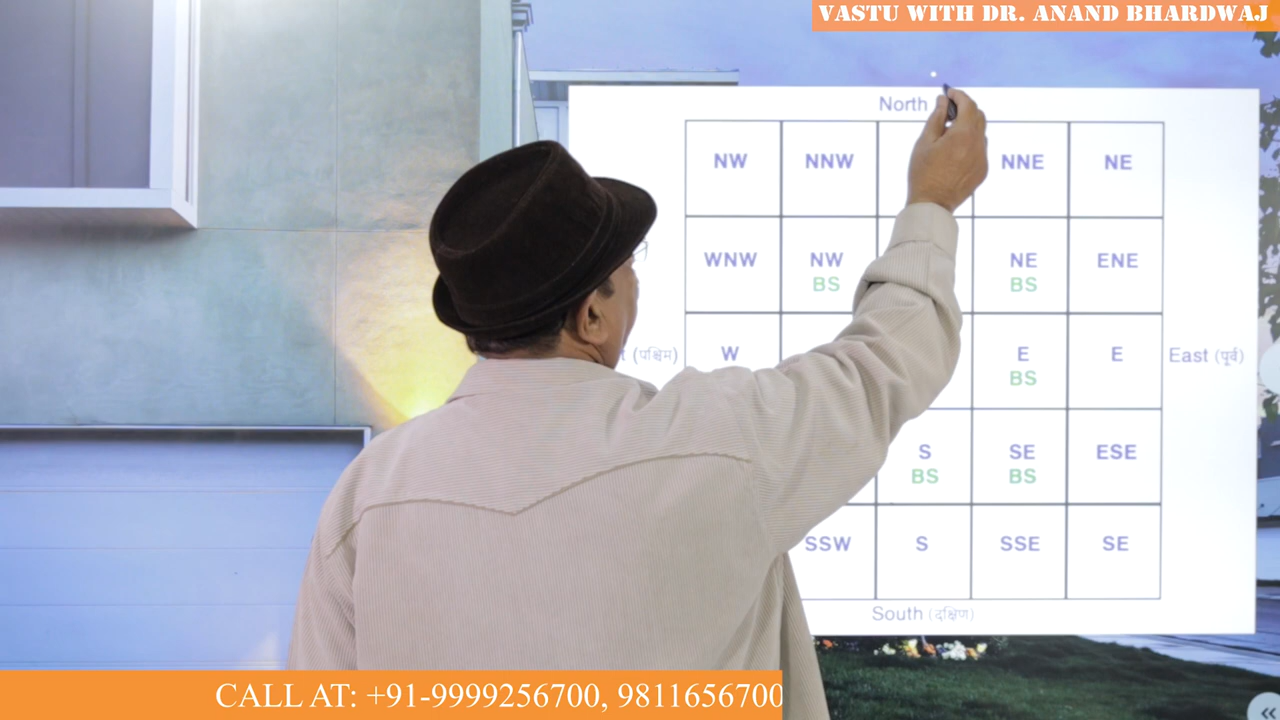 VASTU WITH DR. ANAND BHARDWAJ
North
NW NNW NNE NE
WNW NW NE ENE
BS BS
W E E
BS
(पश्चिम) East (पूर्व)
S SE ESE
BS BS
SSW S SSE SE
South (दक्षिण)
CALL AT: +91-9999256700, 9811656700
«